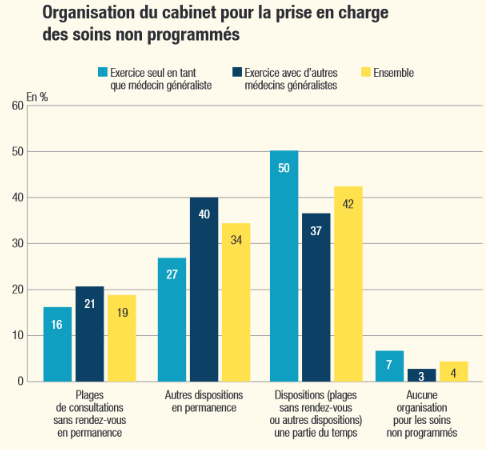 Organisation du cabinet pour la prise en charge
des soins non programmés
Exercice seul en tant
que médecin généraliste
Exercice avec d'autres
médecins généralistes
Ensemble
En %
60
50
40
30
20
10
0
16
21
19
27
40
34
50
37
42
7
3
4
Plages
de consultations
sans rendez-vous
en permanence
Autres dispositions
en permanence
Dispositions (plages
sans rendez-vous
ou autres dispositions)
une partie du temps
Aucune
organisation
pour les soins
non programmés